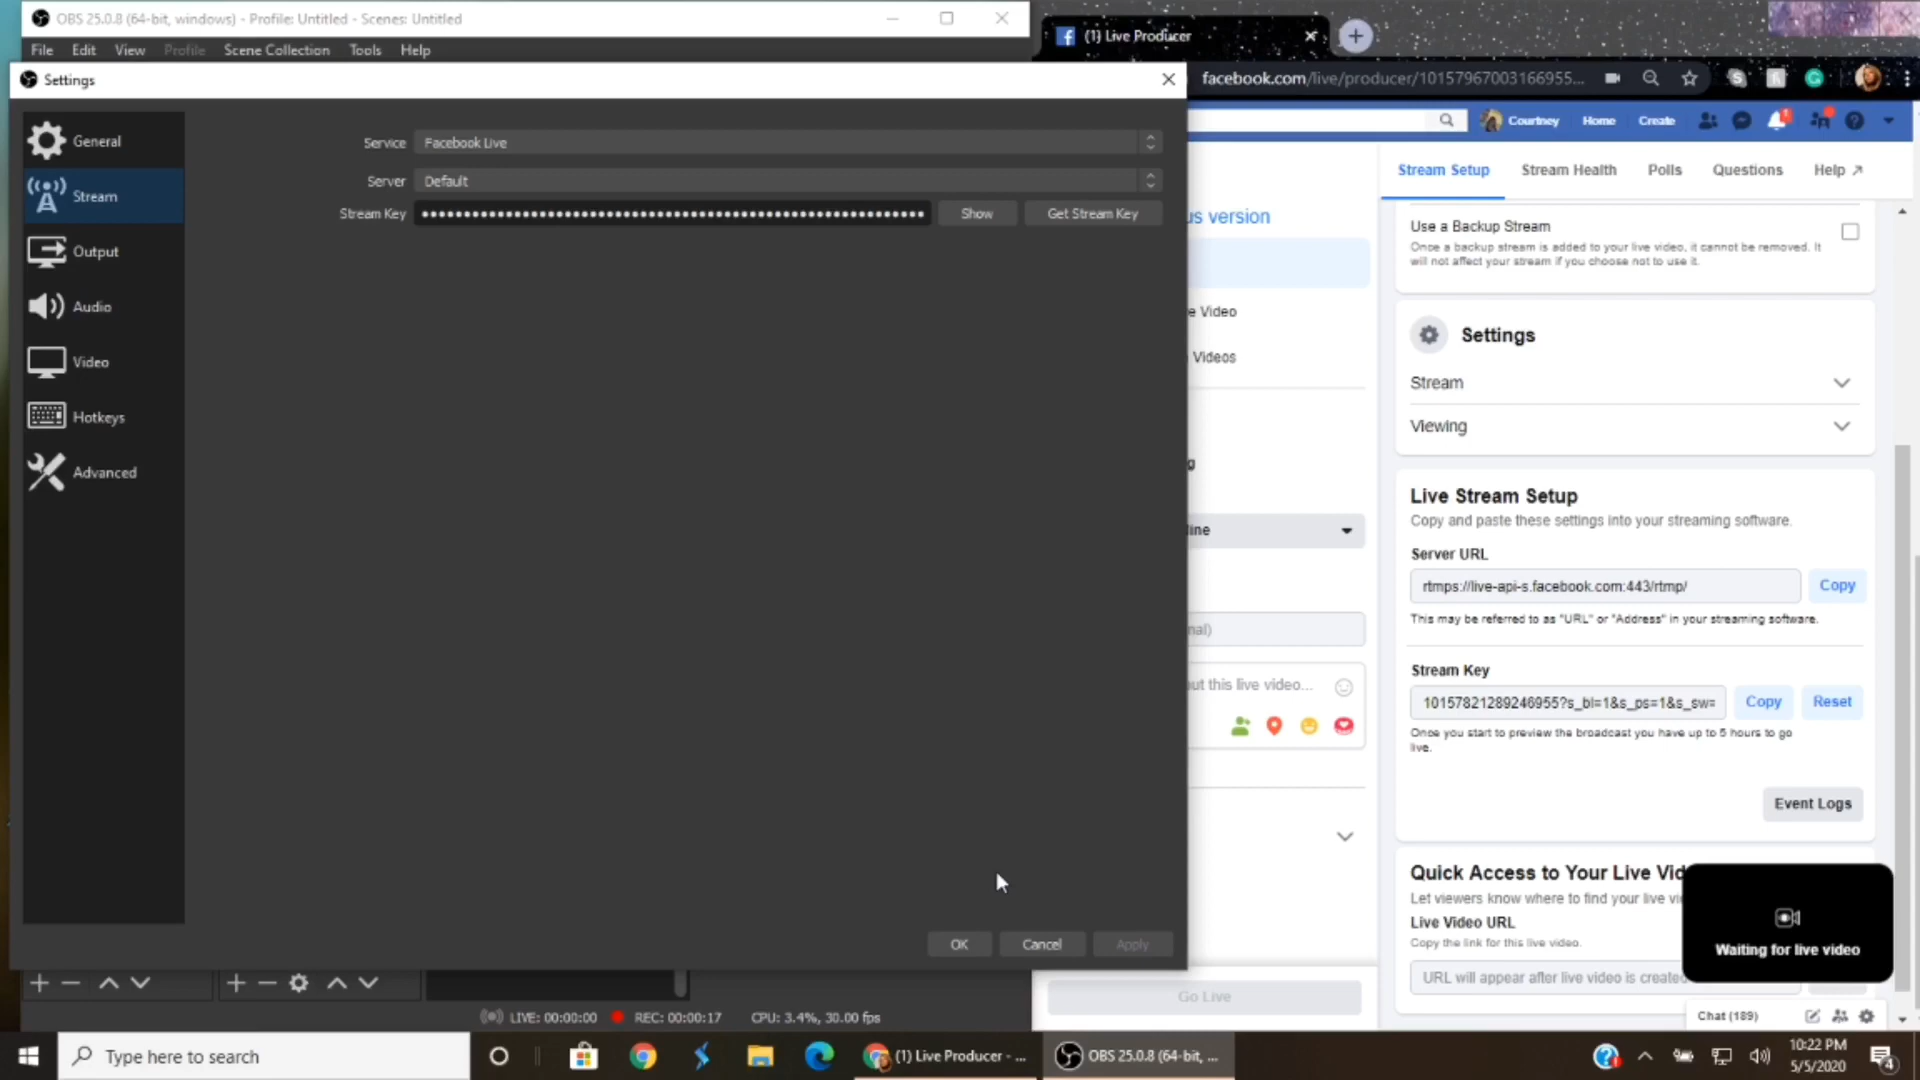 OBS 25.0.8 (64-bit, windows) - Profile: Untitled - Scenes: Untitled
File Edit View Profile Scene Collection Tools Help
Settings
General
Stream
Output
Audio
Video
Hotkeys
Advanced
Service Facebook Live
Server Default
Stream Key Show Get Stream Key
OK Cancel Apply
LIVE: 00:00:00 REC: 00:00:17 CPU: 3.4%, 30.00 fps
(1) Live Producer
facebook.com/live/producer/10157967003166955...
Courtney Home Create
us version
e Video
Videos
g
line
nal)
ut this live video...
Go Live
Stream Setup Stream Health Polls Questions Help
Use a Backup Stream
Once a backup stream is added to your live video, it cannot be removed. It
will not affect your stream if you choose not to use it.
Settings
Stream
Viewing
Live Stream Setup
Copy and paste these settings into your streaming software.
Server URL
rtmps://live-api-s.facebook.com:443/rtmp/ Copy
This may be referred to as "URL" or "Address" in your streaming software.
Stream Key
10157821289246955?s_bl=1&s_ps=1&s_sw= Copy Reset
Once you start to preview the broadcast you have up to 5 hours to go
live.
Event Logs
Quick Access to Your Live Vid
Let viewers know where to find your live vi
Live Video URL
Copy the link for this live video.
URL will appear after live video is create
Waiting for live video
Chat (189)
Type here to search
(1) Live Producer - ...
OBS 25.0.8 (64-bit, ...
10:22 PM
5/5/2020
4